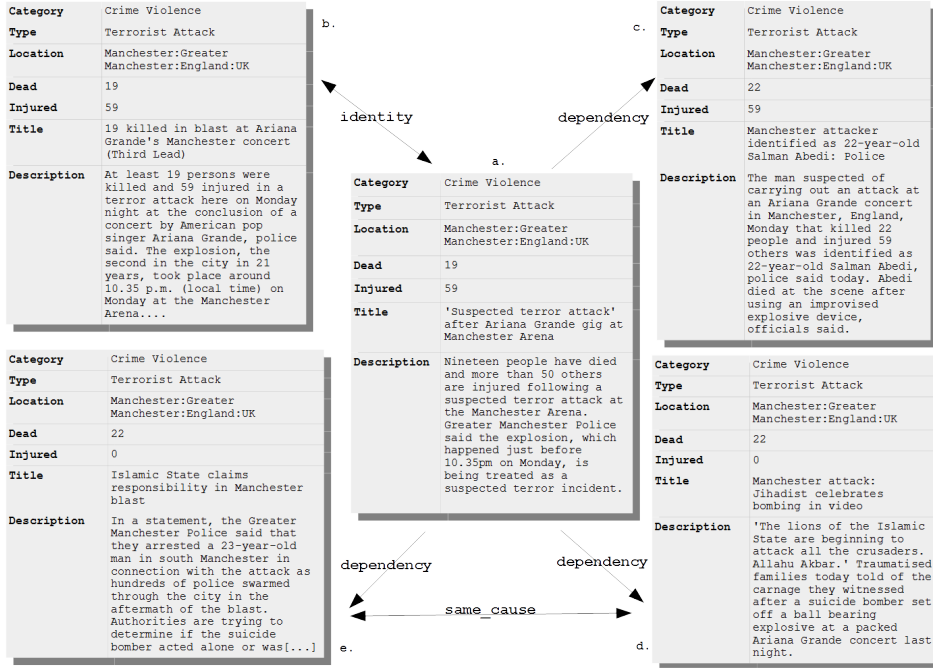 b.
Category Crime Violence
Type Terrorist Attack
Location Manchester:Greater
Manchester:England:UK
Dead 19
Injured 59
Title 19 killed in blast at Ariana
Grande's Manchester concert
(Third Lead)
Description At least 19 persons were
killed and 59 injured in a
terror attack here on Monday
night at the conclusion of a
concert by American pop
singer Ariana Grande, police
said. The explosion, the
second in the city in 21
years, took place around
10.35 p.m. (local time) on
Monday at the Manchester
Arena....
identity
c.
Category Crime Violence
Type Terrorist Attack
Location Manchester:Greater
Manchester:England:UK
Dead 22
Injured 59
Title Manchester attacker
identified as 22-year-old
Salman Abedi: Police
Description The man suspected of
carrying out an attack at
an Ariana Grande concert
in Manchester, England,
Monday that killed 22
people and injured 59
others was identified as
22-year-old Salman Abedi,
police said today. Abedi
died at the scene after
using an improvised
explosive device,
officials said.
dependency
a.
Category Crime Violence
Type Terrorist Attack
Location Manchester:Greater
Manchester:England:UK
Dead 19
Injured 59
Title 'Suspected terror attack'
after Ariana Grande gig at
Manchester Arena
Description Nineteen people have died
and more than 50 others
are injured following a
suspected terror attack at
the Manchester Arena.
Greater Manchester Police
said the explosion, which
happened just before
10.35pm on Monday, is
being treated as a
suspected terror incident.
Category Crime Violence
Type Terrorist Attack
Location Manchester:Greater
Manchester:England:UK
Dead 22
Injured 0
Title Islamic State claims
responsibility in Manchester
blast
Description In a statement, the Greater
Manchester Police said that
they arrested a 23-year-old
man in south Manchester in
connection with the attack as
hundreds of police swarmed
through the city in the
aftermath of the blast.
Authorities are trying to
determine if the suicide
bomber acted alone or was[...]
e.
dependency
dependency
same_cause
Category Crime Violence
Type Terrorist Attack
Location Manchester:Greater
Manchester:England:UK
Dead 22
Injured 0
Title Manchester attack:
Jihadist celebrates
bombing in video
Description 'The lions of the Islamic
State are beginning to
attack all the crusaders.
Allahu Akbar.' Traumatised
families today told of the
carnage they witnessed
after a suicide bomber set
off a ball bearing
explosive at a packed
Ariana Grande concert last
night.
d.